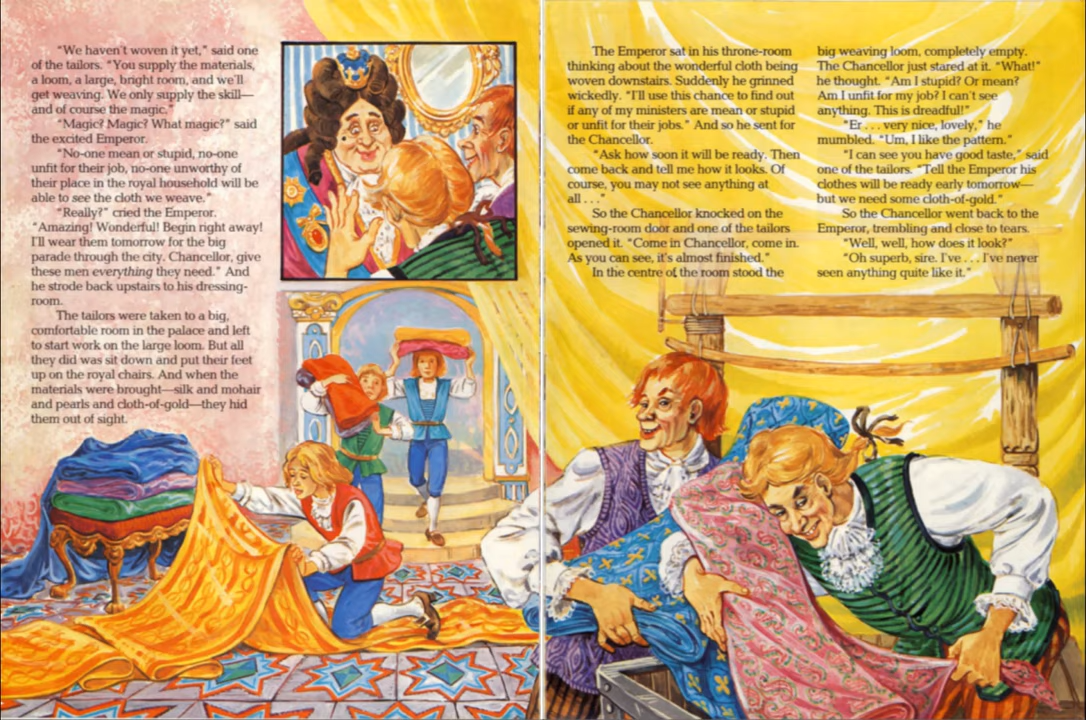 "We haven't woven it yet," said one
of the tailors. "You supply the materials,
a loom, a large, bright room, and we'll
get weaving. We only supply the skill—
and of course the magic."
"Magic? Magic? What magic?" said
the excited Emperor.
"No-one mean or stupid, no-one
unfit for their job, no-one unworthy of
their place in the royal household will be
able to see the cloth we weave."
"Really?" cried the Emperor.
"Amazing! Wonderful! Begin right away!
I'll wear them tomorrow for the big
parade through the city. Chancellor, give
these men everything they need." And
he strode back upstairs to his dressing-
room.
The tailors were taken to a big,
comfortable room in the palace and left
to start work on the large loom. But all
they did was sit down and put their feet
up on the royal chairs. And when the
materials were brought—silk and mohair
and pearls and cloth-of-gold—they hid
them out of sight.
The Emperor sat in his throne-room
thinking about the wonderful cloth being
woven downstairs. Suddenly he grinned
wickedly. "I'll use this chance to find out
if any of my ministers are mean or stupid
or unfit for their jobs." And so he sent for
the Chancellor.
"Ask how soon it will be ready. Then
come back and tell me how it looks. Of
course, you may not see anything at
all . . ."
So the Chancellor knocked on the
sewing-room door and one of the tailors
opened it. "Come in Chancellor, come in.
As you can see, it's almost finished."
In the centre of the room stood the
big weaving loom, completely empty.
The Chancellor just stared at it. "What!"
he thought. "Am I stupid? Or mean?
Am I unfit for my job? I can't see
anything. This is dreadful!"
"Er . . . very nice, lovely," he
mumbled. "Um, I like the pattern."
"I can see you have good taste," said
one of the tailors. "Tell the Emperor his
clothes will be ready early tomorrow—
but we need some cloth-of-gold."
So the Chancellor went back to the
Emperor, trembling and close to tears.
"Well, well, how does it look?"
"Oh superb, sire. I've . . . I've never
seen anything quite like it."